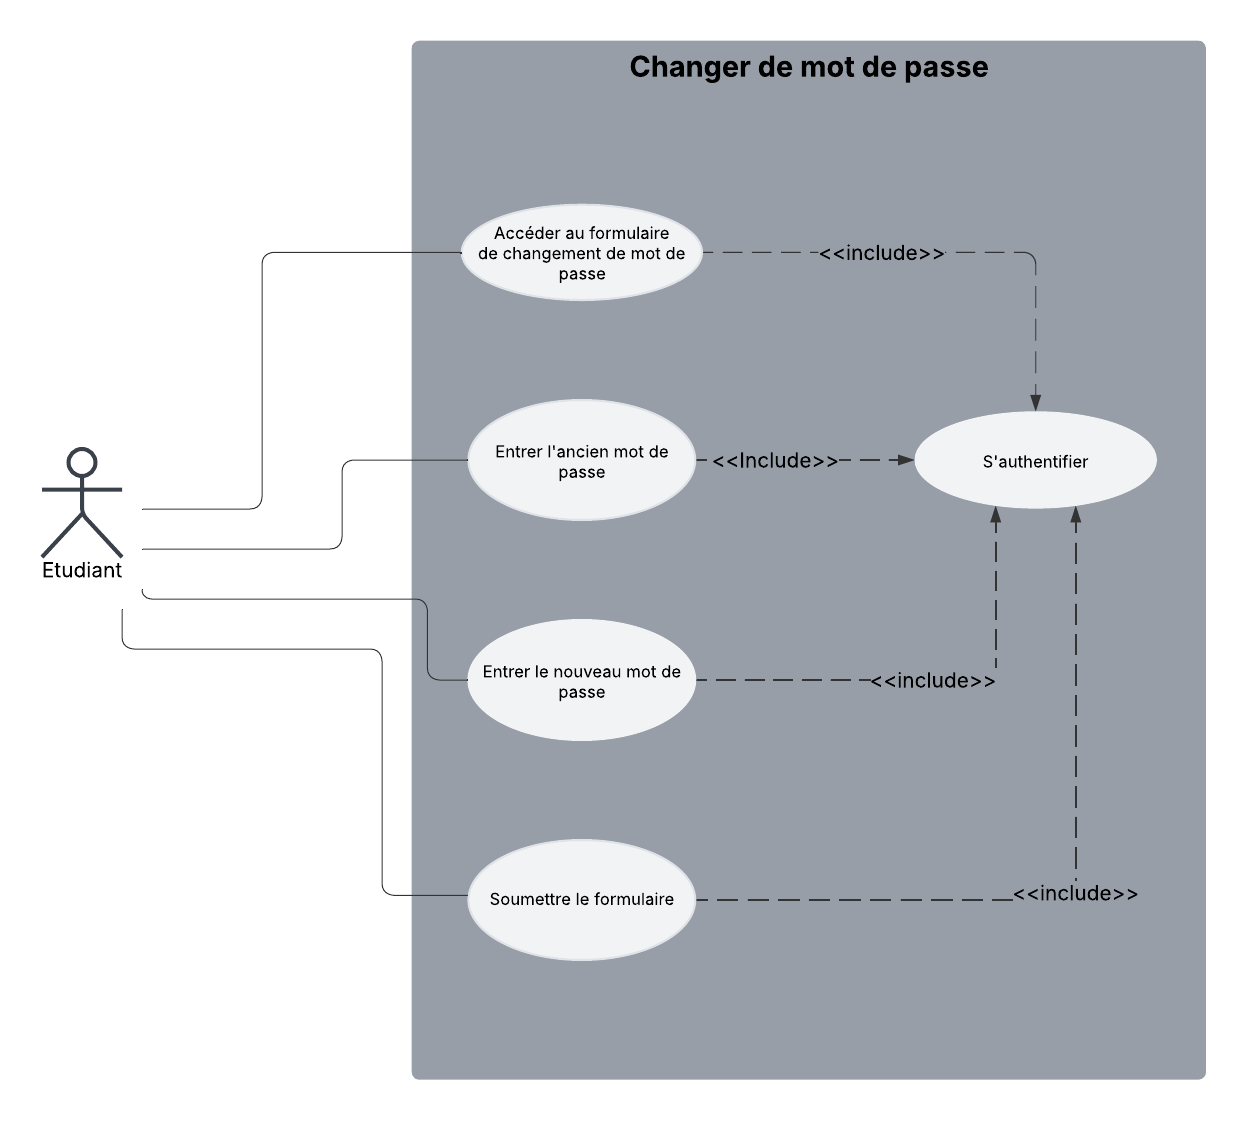 Changer de mot de passe
Accéder au formulaire
de changement de mot de
passe
<<include>>
Entrer l'ancien mot de
passe
<<Include>>
S'authentifier
Etudiant
Entrer le nouveau mot de
passe
<<include>>
Soumettre le formulaire
<<include>>